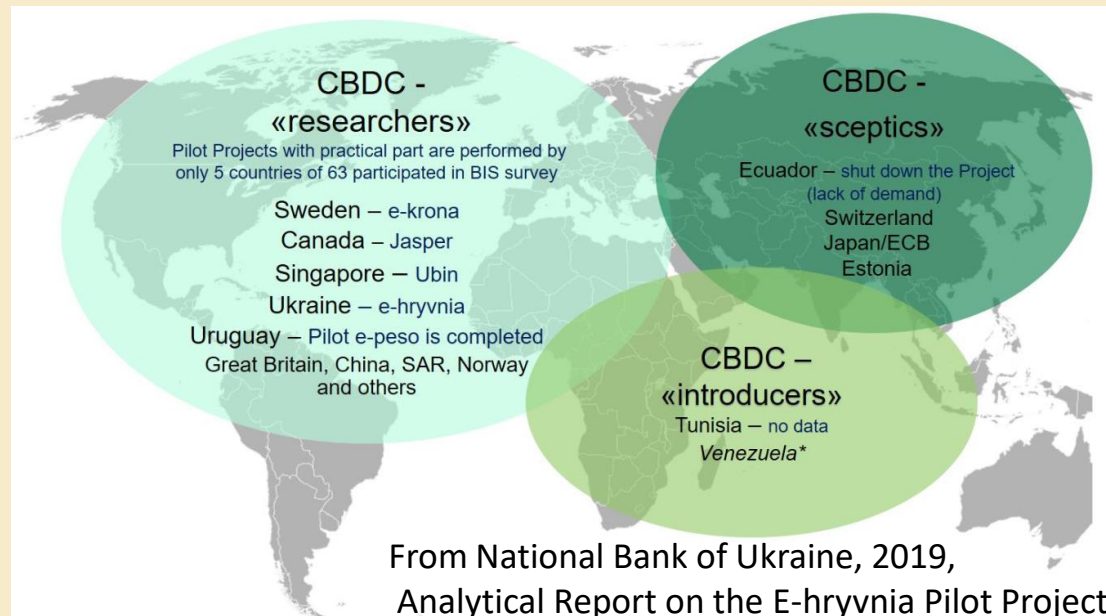 CBDC -
«researchers»
Pilot Projects with practical part are performed by
only 5 countries of 63 participated in BIS survey
Sweden – e-krona
Canada – Jasper
Singapore – Ubin
Ukraine – e-hryvnia
Uruguay – Pilot e-peso is completed
Great Britain, China, SAR, Norway
and others
CBDC -
«sceptics»
Ecuador – shut down the Project
(lack of demand)
Switzerland
Japan/ECB
Estonia
CBDC –
«introducers»
Tunisia – no data
Venezuela*
From National Bank of Ukraine, 2019,
Analytical Report on the E-hryvnia Pilot Project